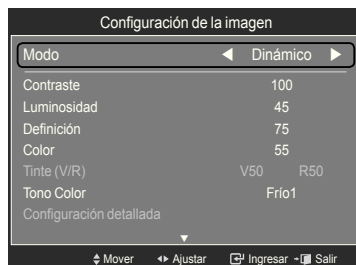 Configuración de la imagen
Modo ◀ Dinámico ▶
Contraste 100
Luminosidad 45
Definición 75
Color 55
Tinte (V/R) V50 R50
Tono Color Frío1
Configuración detallada
▼
Mover Ajustar Ingresar Salir